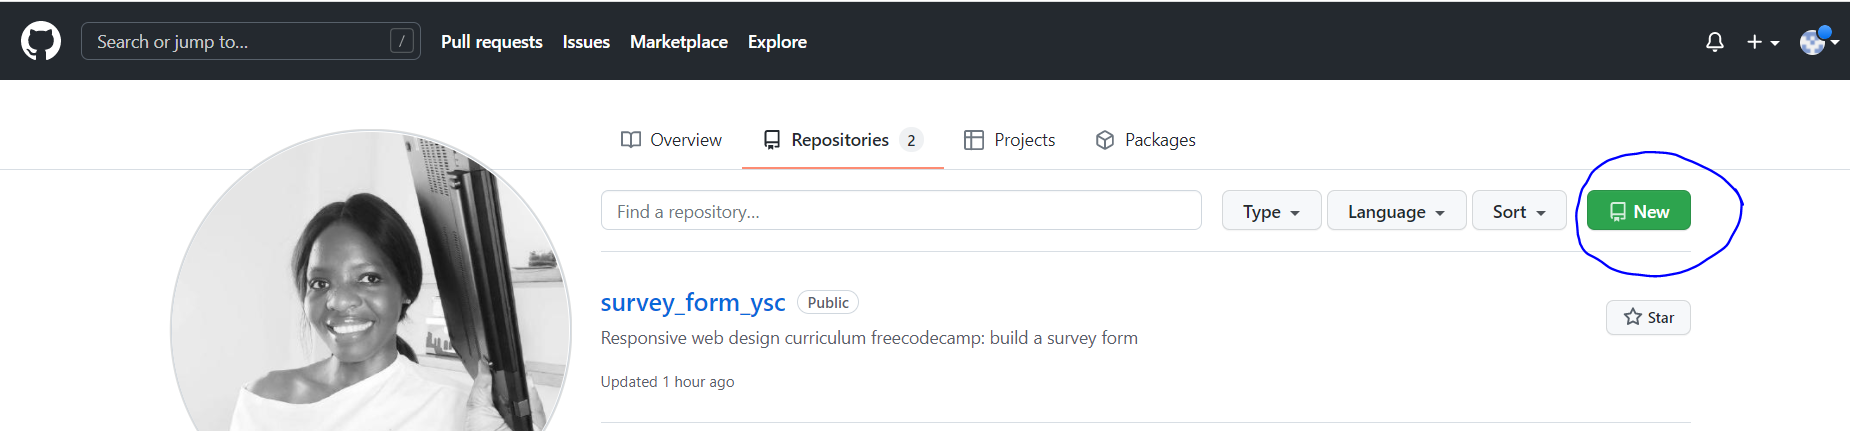 Search or jump to... / Pull requests Issues Marketplace Explore
Overview Repositories 2 Projects Packages
Find a repository... Type Language Sort New
survey_form_ysc Public
Star
Responsive web design curriculum freecodecamp: build a survey form
Updated 1 hour ago